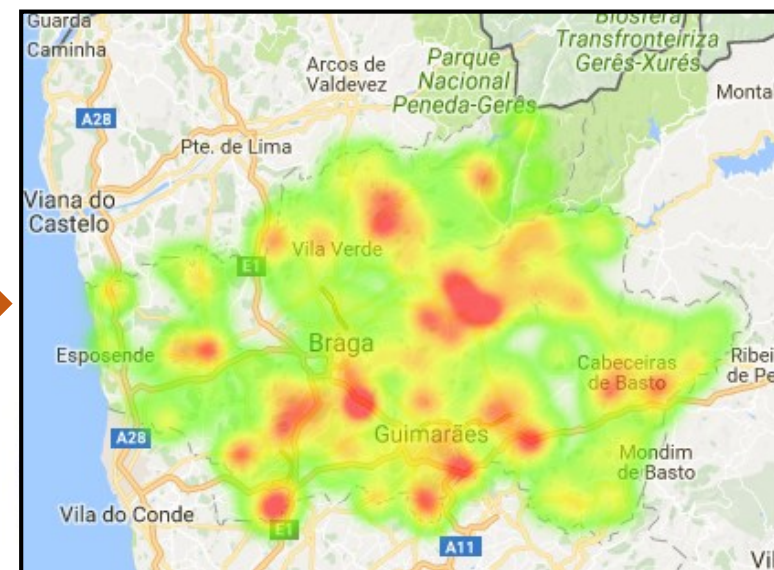 Guarda
Caminha
Biosfera
Transfronteiriza
Gerês-Xurés
Parque
Nacional
Peneda-Gerês
Arcos de
Valdevez
Monta
A28
Pte. de Lima
Viana do
Castelo
Vila Verde
E1
Braga
Esposende
Cabeceiras
de Basto
Ribei
de Pe
A28
Guimarães
Mondim
de Basto
Vila do Conde
E1
A11
Vil